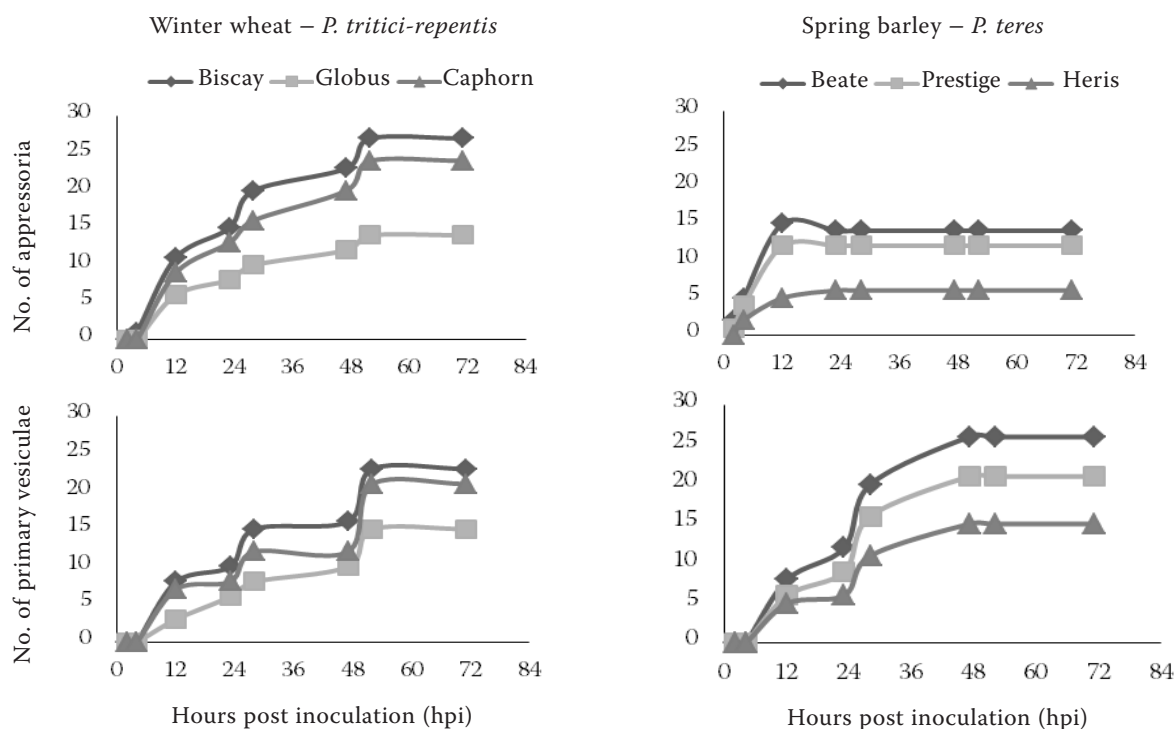 Winter wheat – P. tritici-repentis
Spring barley – P. teres
Biscay Globus Caphorn
Beate Prestige Heris
No. of appressoria
30
25
20
15
10
5
0
0 12 24 36 48 60 72 84
30
25
20
15
10
5
0
0 12 24 36 48 60 72 84
No. of primary vesiculae
30
25
20
15
10
5
0
0 12 24 36 48 60 72 84
Hours post inoculation (hpi)
30
25
20
15
10
5
0
0 12 24 36 48 60 72 84
Hours post inoculation (hpi)